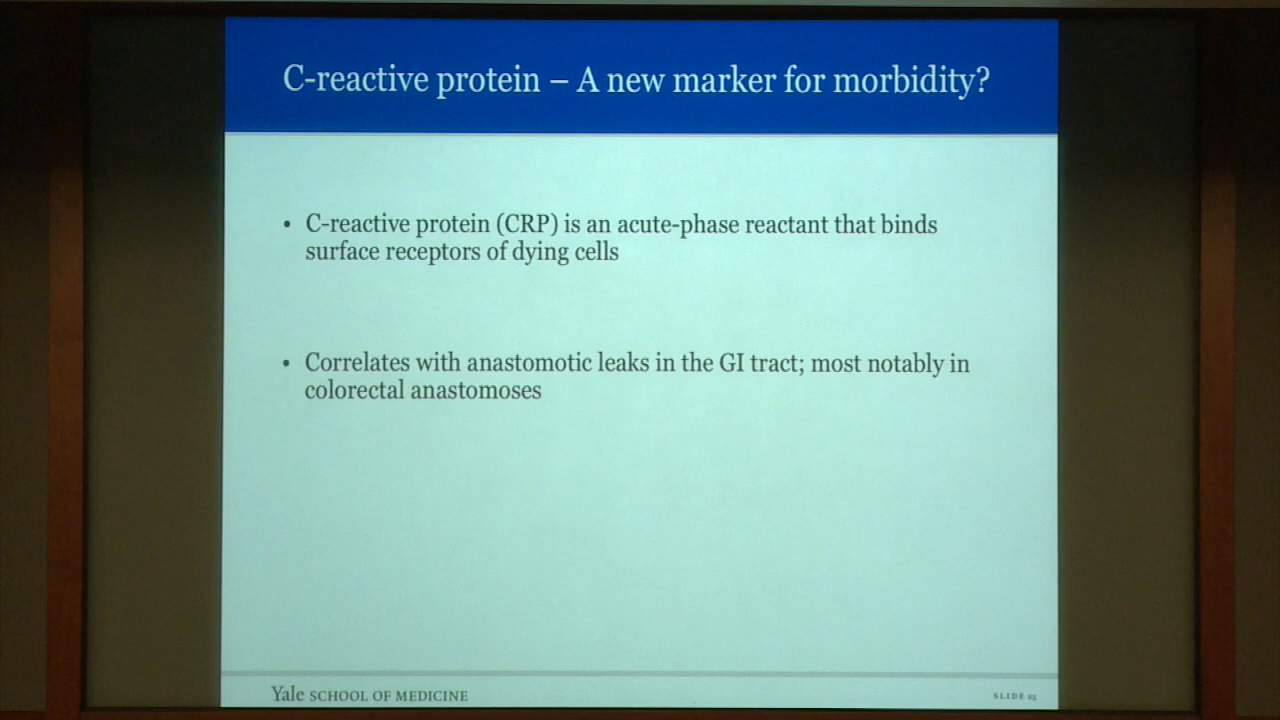 C-reactive protein – A new marker for morbidity?
• C-reactive protein (CRP) is an acute-phase reactant that binds
surface receptors of dying cells
• Correlates with anastomotic leaks in the GI tract; most notably in
colorectal anastomoses
Yale SCHOOL OF MEDICINE
SLIDE